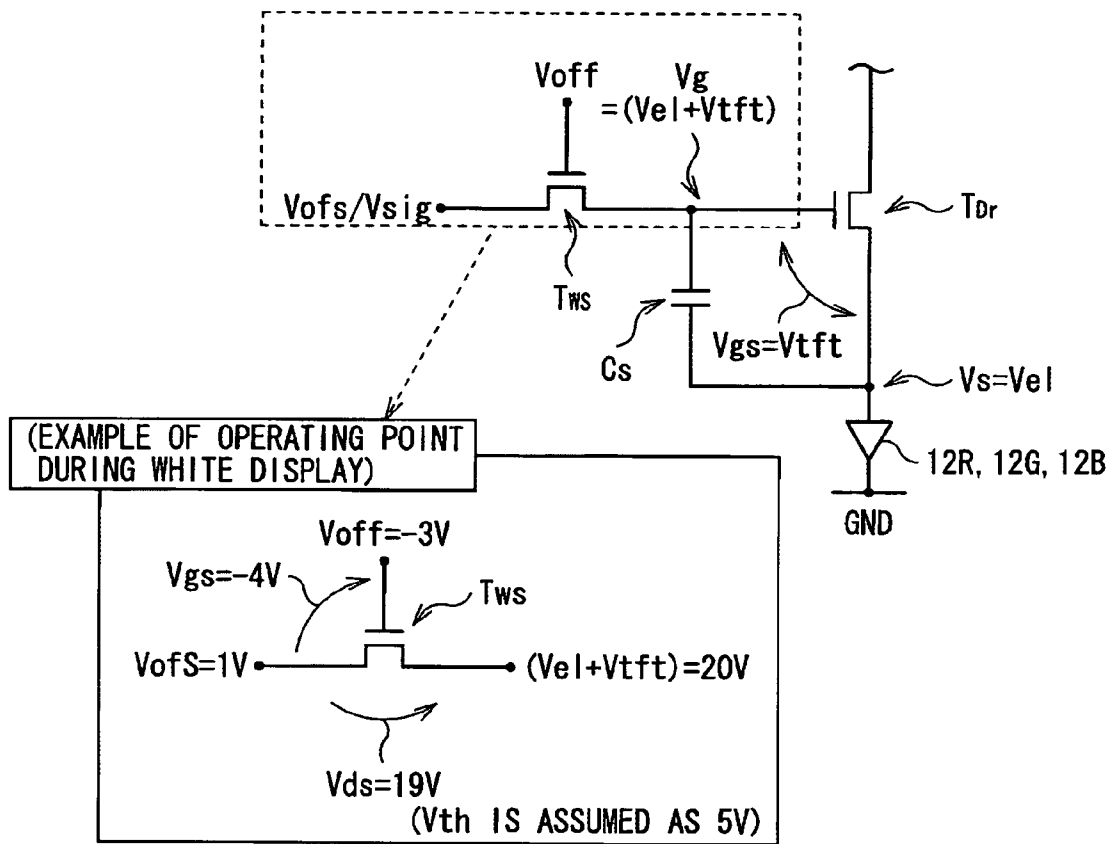 Voff
Vg
=(Vel+Vtft)
Vofs/Vsig
TWS
TDr
Cs
Vgs=Vtft
Vs=Vel
12R, 12G, 12B
GND
(EXAMPLE OF OPERATING POINT
DURING WHITE DISPLAY)
Voff=-3V
Vgs=-4V
TWS
VofS=1V
(Vel+Vtft)=20V
Vds=19V
(Vth IS ASSUMED AS 5V)